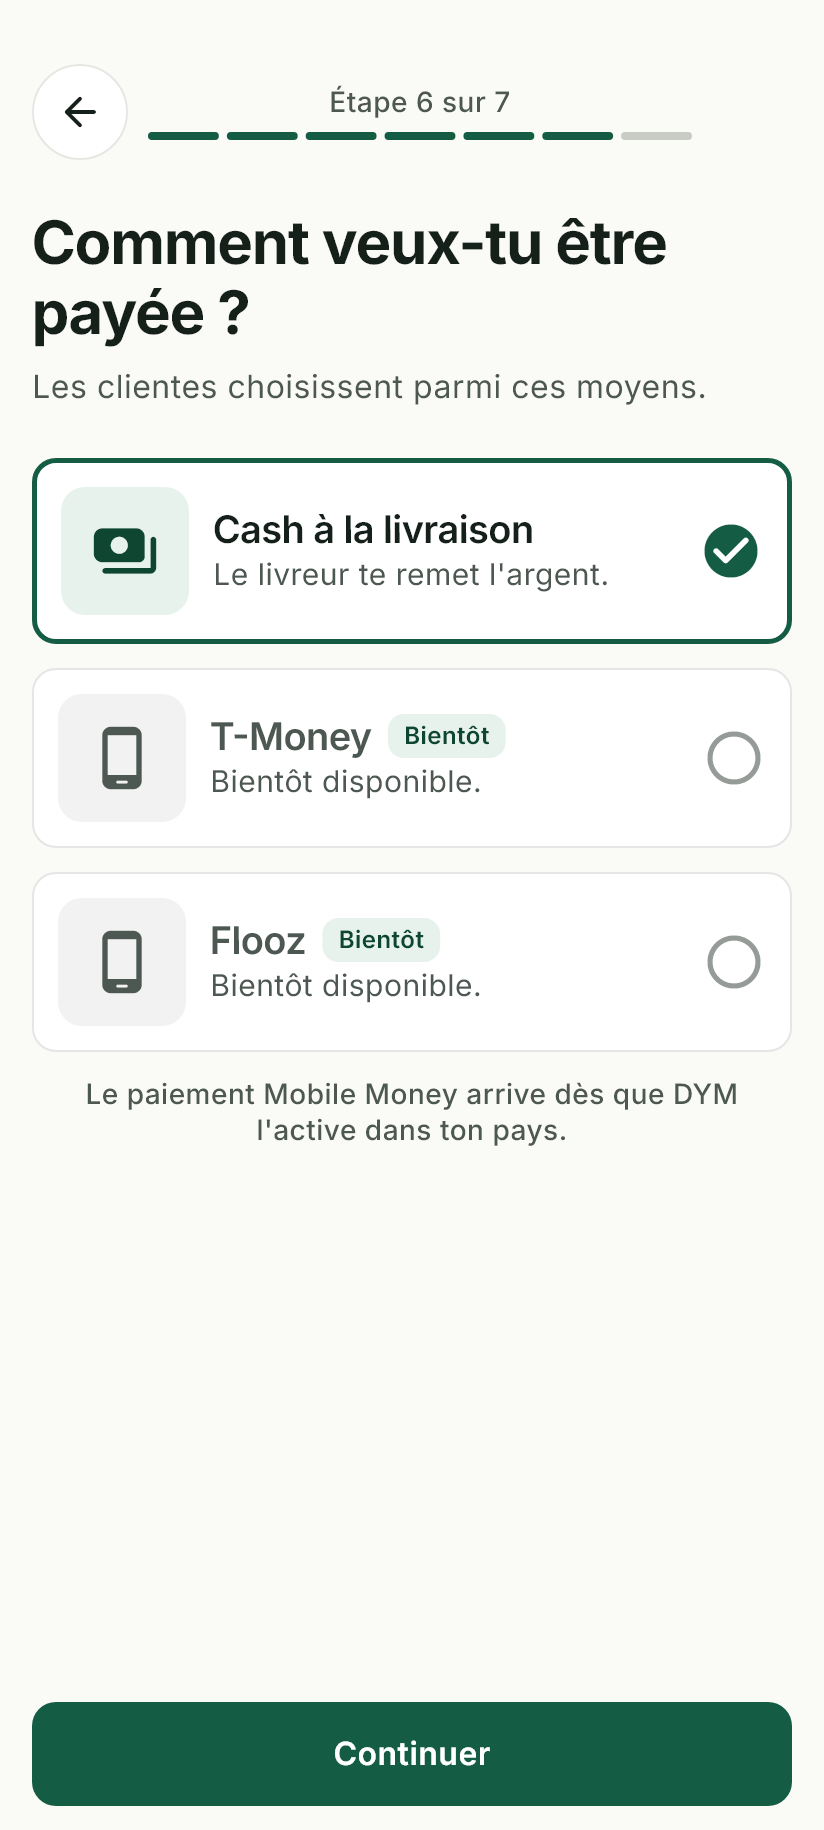 Étape 6 sur 7
Comment veux-tu être
payée ?
Les clientes choisissent parmi ces moyens.
Cash à la livraison
Le livreur te remet l'argent.
T-Money Bientôt
Bientôt disponible.
Flooz Bientôt
Bientôt disponible.
Le paiement Mobile Money arrive dès que DYM
l'active dans ton pays.
Continuer